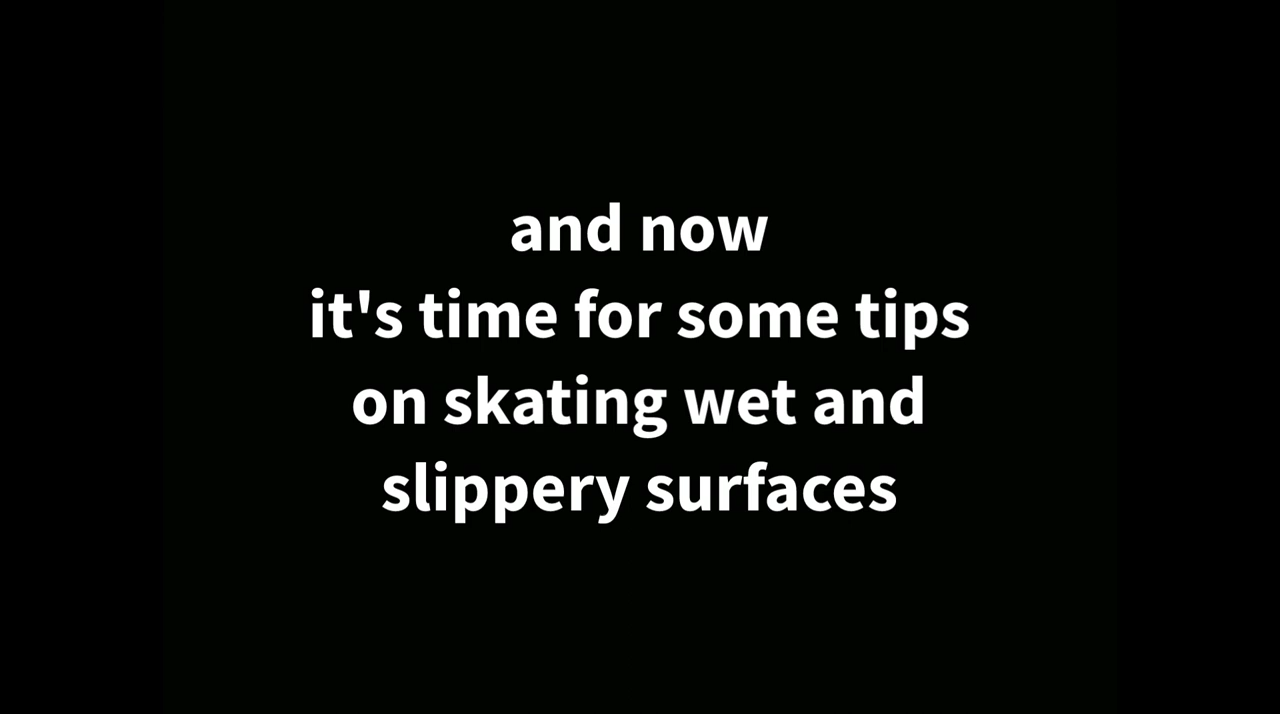 and now
it's time for some tips
on skating wet and
slippery surfaces